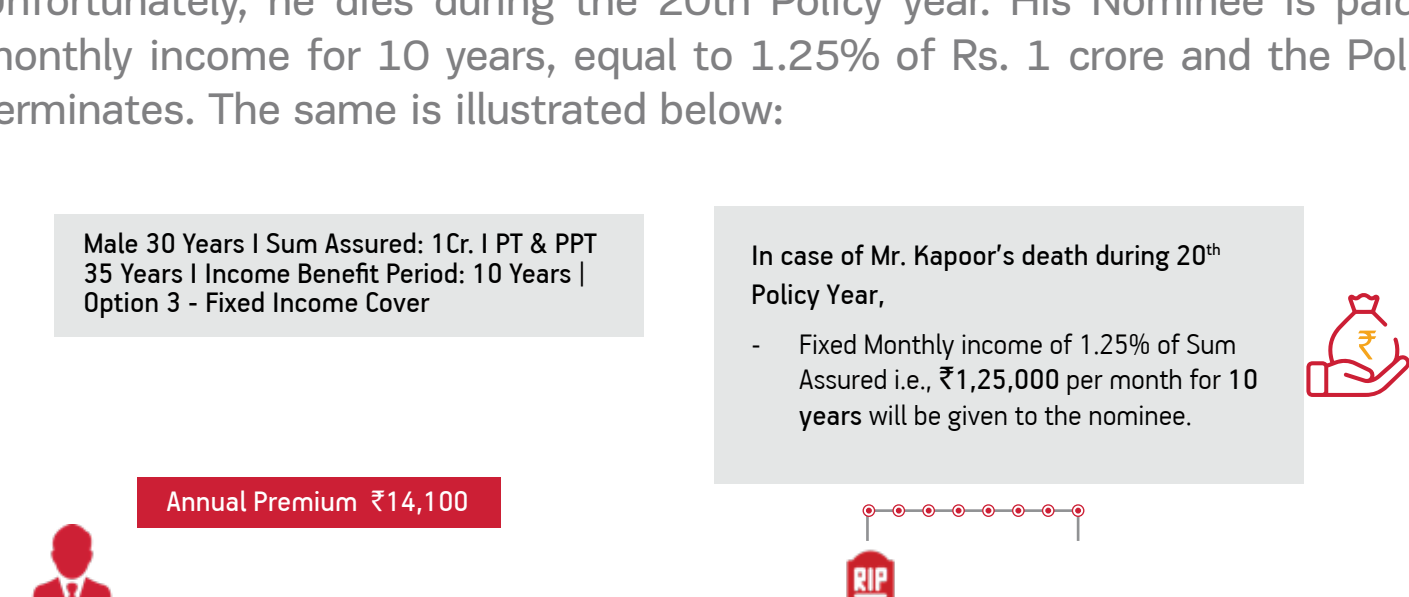 he dies during the 20th Policy year. His Nominee is paid
monthly income for 10 years, equal to 1.25% of Rs. 1 crore and the
terminates. The same is illustrated below:
Male 30 Years I Sum Assured: 1Cr. I PT & PPT
35 Years I Income Benefit Period: 10 Years |
Option 3 - Fixed Income Cover
In case of Mr. Kapoor's death during 20th
Policy Year,
- Fixed Monthly income of 1.25% of Sum
Assured i.e., ₹1,25,000 per month for 10
years will be given to the nominee.
₹
Annual Premium ₹14,100
RIP